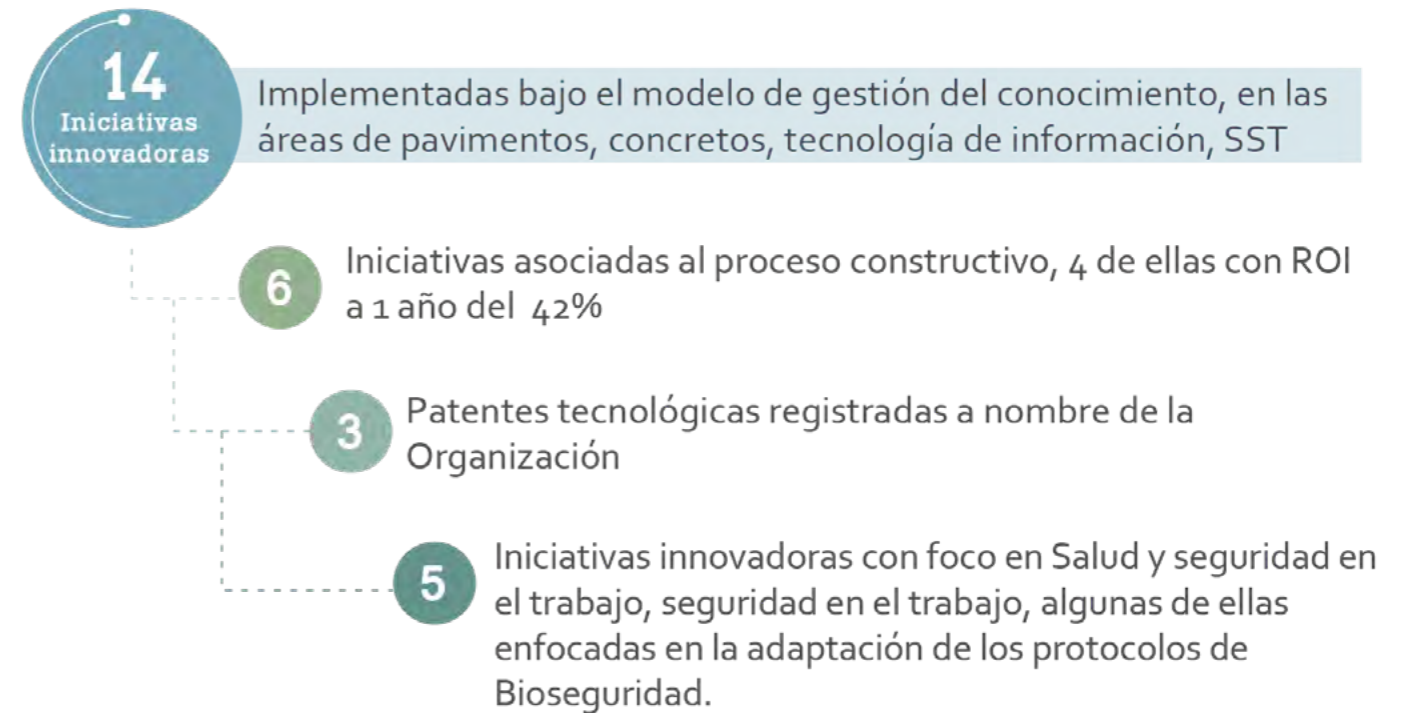 14
Iniciativas
innovadoras
Implementadas bajo el modelo de gestión del conocimiento, en las
áreas de pavimentos, concretos, tecnología de información, SST
6
Iniciativas asociadas al proceso constructivo, 4 de ellas con ROI
a 1 año del 42%
3
Patentes tecnológicas registradas a nombre de la
Organización
5
Iniciativas innovadoras con foco en Salud y seguridad en
el trabajo, seguridad en el trabajo, algunas de ellas
enfocadas en la adaptación de los protocolos de
Bioseguridad.